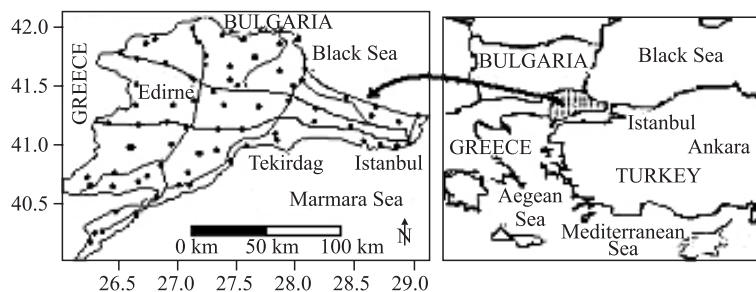 42.0
41.5
41.0
40.5
BULGARIA
Black Sea
GREECE
Edirne
Tekirdag
Istanbul
Marmara Sea
N
0 km 50 km 100 km
26.5 27.0 27.5 28.0 28.5 29.0
BULGARIA
Black Sea
Istanbul
GREECE
Ankara
TURKEY
Aegean
Sea
Mediterranean
Sea